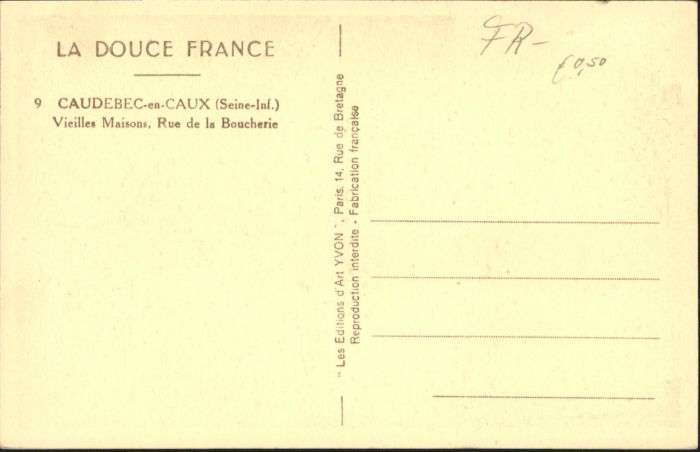 LA DOUCE FRANCE
9 CAUDEBEC-en-CAUX (Seine-Inf.)
Vieilles Maisons, Rue de la Boucherie
"Les Editions d'Art YVON", Paris, 14, Rue de Bretagne
Reproduction interdite - Fabrication française
FR-
€0,50